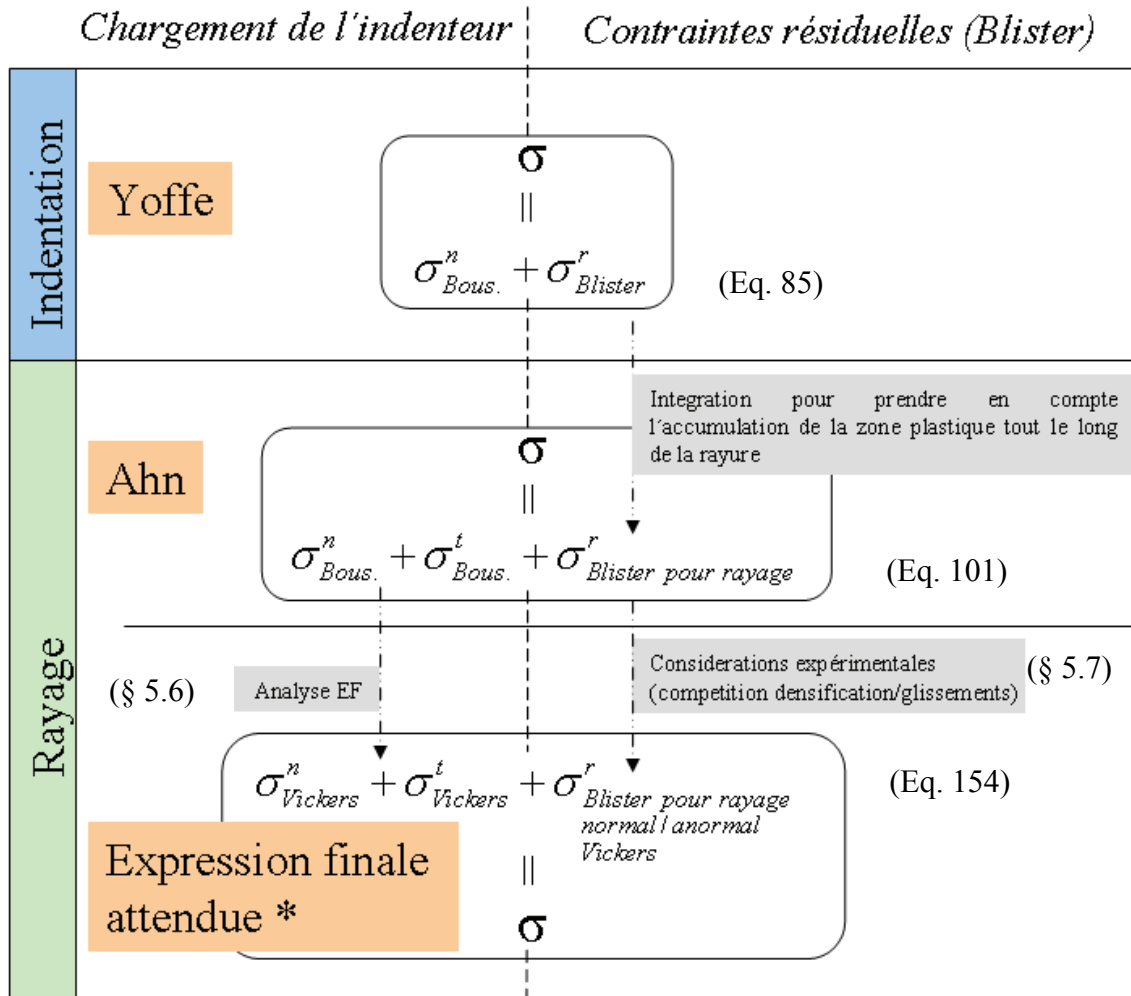 Chargement de l'indenteur
Contraintes résiduelles (Blister)
Indentation
Yoffe
σ
=
σ^n_Bous. + σ^r_Blister
(Eq. 85)
Rayage
Integration pour prendre en compte
l'accumulation de la zone plastique tout le long
de la rayure
Ahn
σ
=
σ^n_Bous. + σ^t_Bous. + σ^r_Blister pour rayage
(Eq. 101)
(§ 5.6)
Analyse EF
Considerations expérimentales
(competition densification/glissements)
(§ 5.7)
σ^n_Vickers + σ^t_Vickers + σ^r_Blister pour rayage
normal / anormal
Vickers
(Eq. 154)
Expression finale
attendue *
=
σ